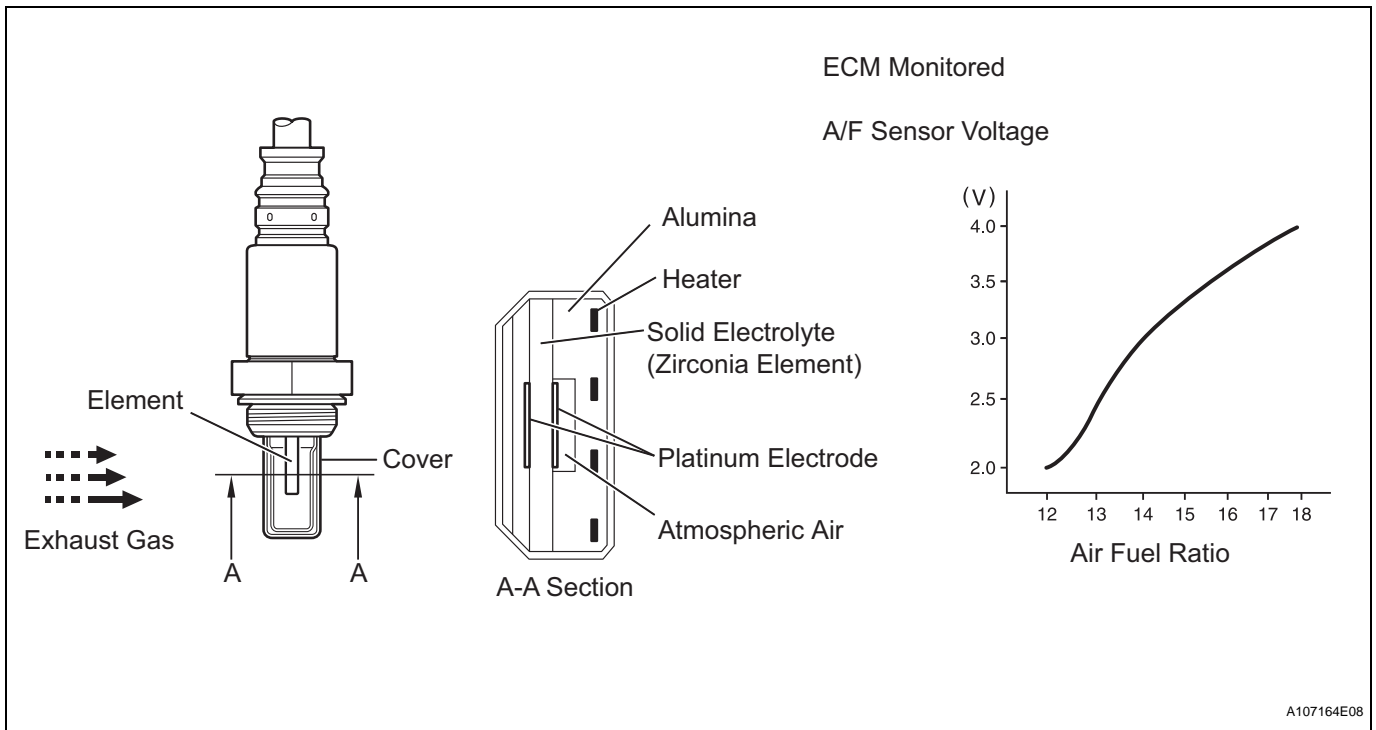 ECM Monitored
A/F Sensor Voltage
Element
Cover
Exhaust Gas
A
A
Alumina
Heater
Solid Electrolyte
(Zirconia Element)
Platinum Electrode
Atmospheric Air
A-A Section
(V)
4.0
3.5
3.0
2.5
2.0
12 13 14 15 16 17 18
Air Fuel Ratio
A107164E08